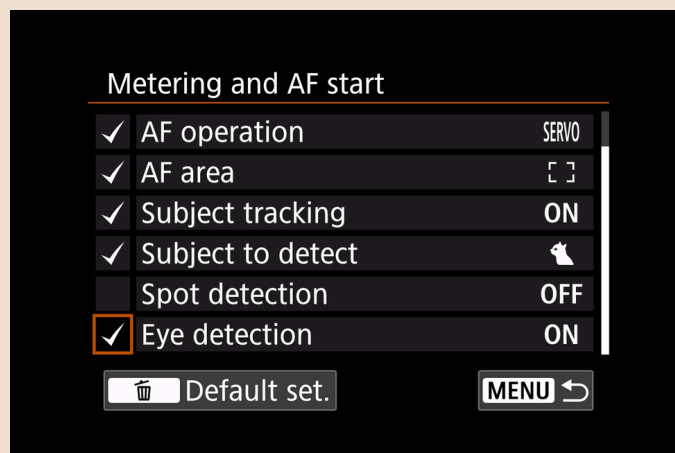 Metering and AF start
AF operation SERVO
AF area
Subject tracking ON
Subject to detect
Spot detection OFF
Eye detection ON
Default set. MENU